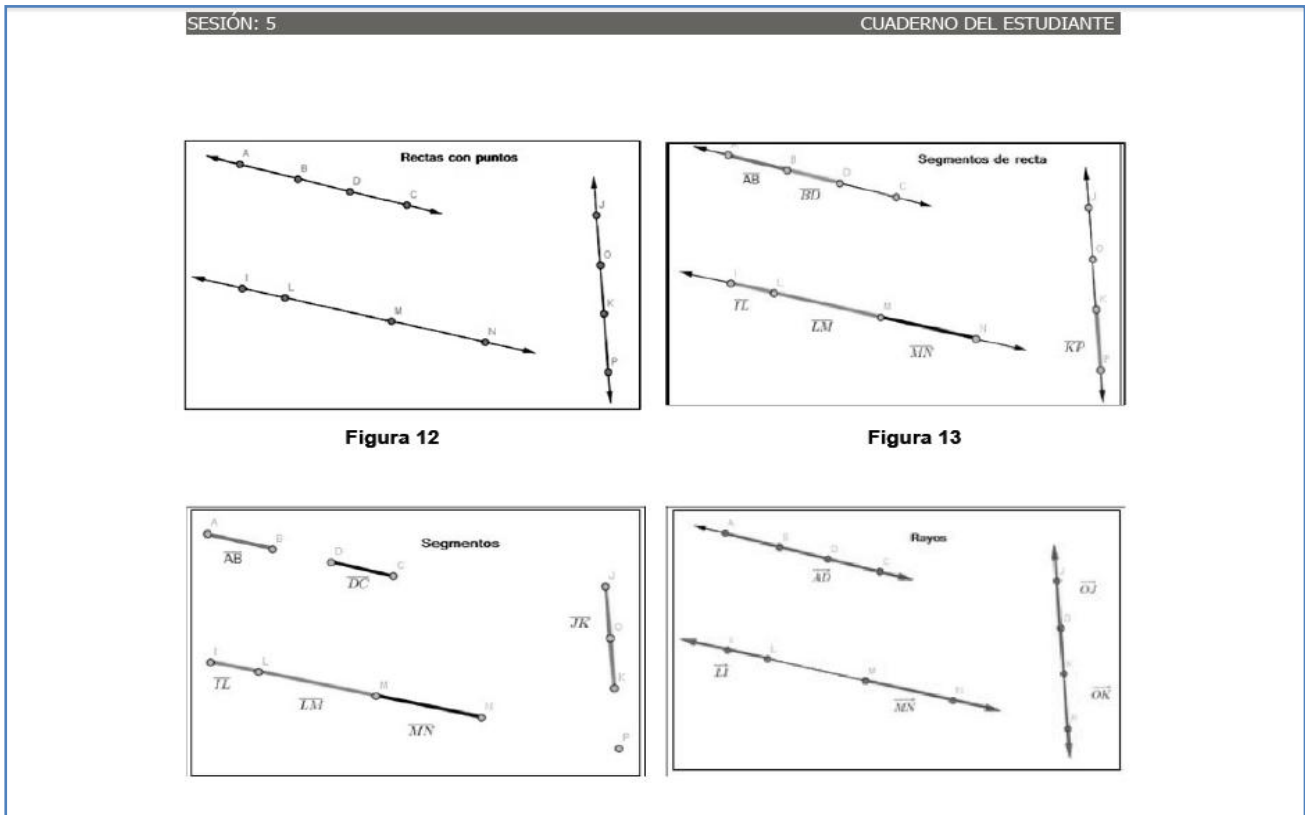 SESIÓN: 5 CUADERNO DEL ESTUDIANTE
Rectas con puntos
A
B
D
C
J
O
K
P
I
L
M
N
Segmentos de recta
B
D
C
AB
BD
J
O
K
I
L
M
N
IL
LM
MN
KP
Figura 12 Figura 13
Segmentos
A
B
AB
D
C
DC
J
JK
O
K
I
L
M
N
IL
LM
MN
P
Rayos
A
B
D
C
AD
J
OJ
L
M
LI
MN
OK